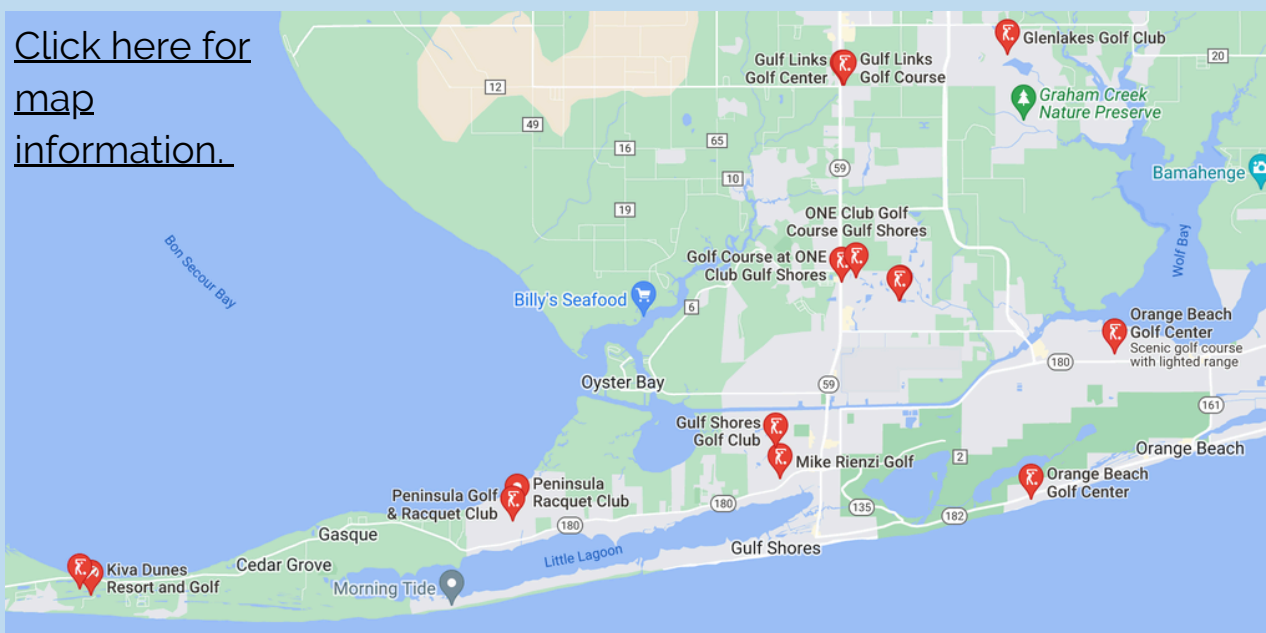 Click here for
map
information.
Glenlakes Golf Club
Gulf Links
Golf Center
Gulf Links
Golf Course
20
12
Graham Creek
Nature Preserve
49
65
16
59
10
Bamahenge
19
ONE Club Golf
Course Gulf Shores
Golf Course at ONE
Club Gulf Shores
Bon Secour Bay
Wolf Bay
Billy's Seafood
6
Orange Beach
Golf Center
Scenic golf course
with lighted range
180
Oyster Bay
59
161
Gulf Shores
Golf Club
Orange Beach
Mike Rienzi Golf
2
Orange Beach
Golf Center
Peninsula
Racquet Club
Peninsula Golf
& Racquet Club
180
135
182
180
Gasque
Gulf Shores
Little Lagoon
Cedar Grove
Kiva Dunes
Resort and Golf
Morning Tide